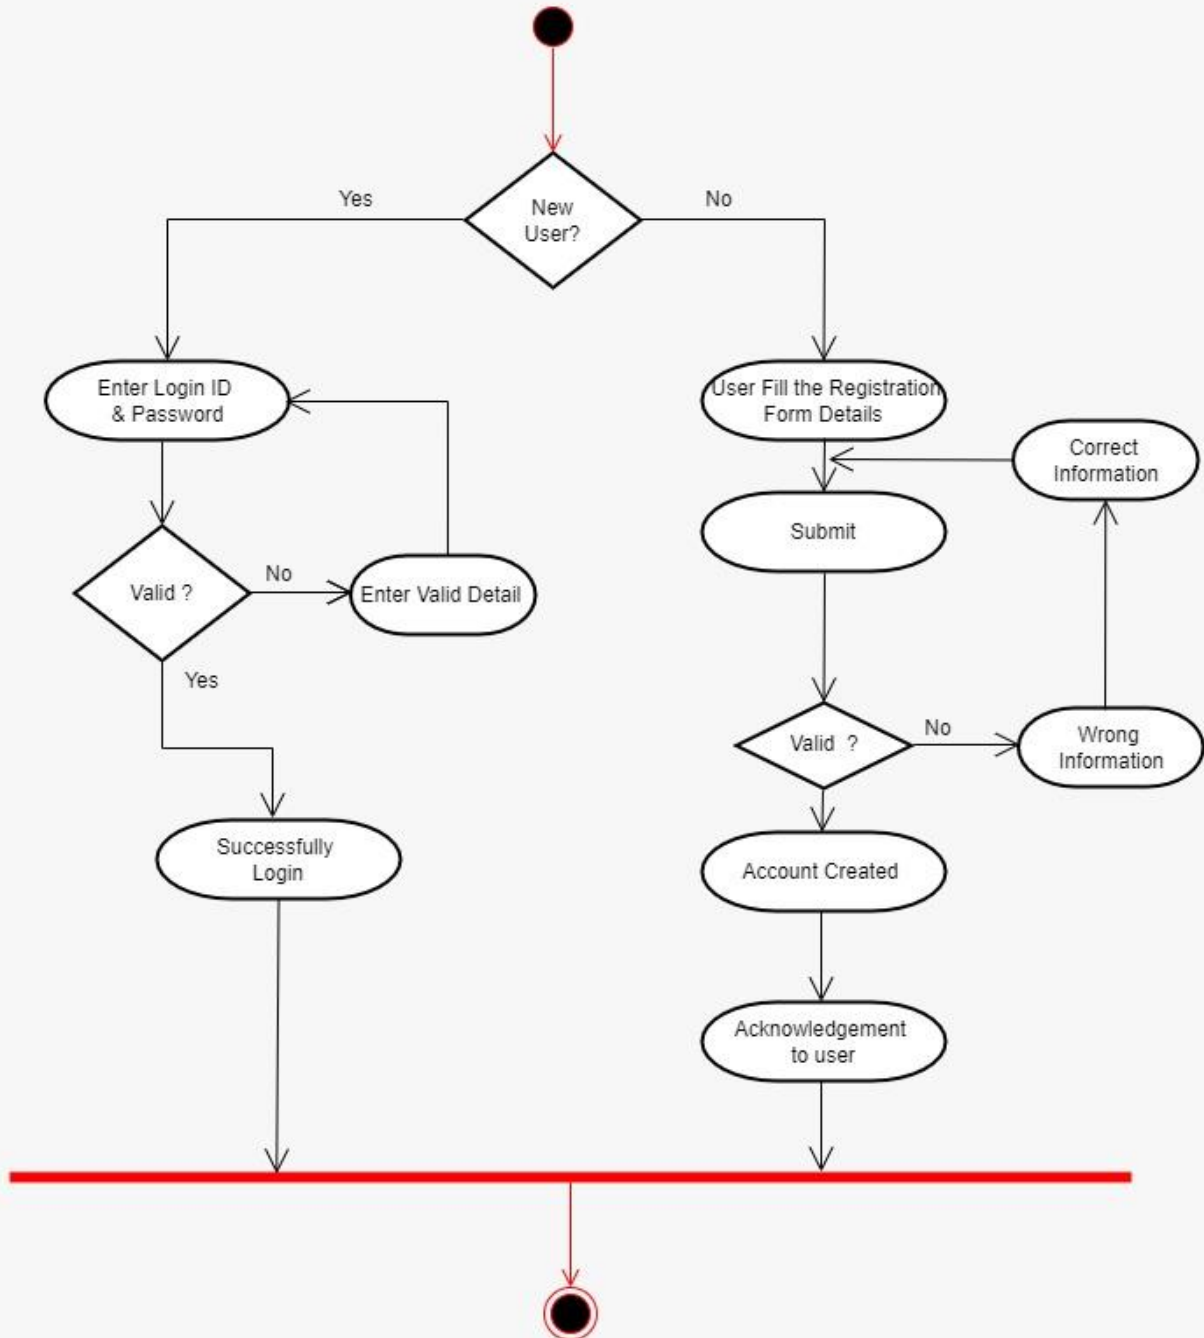 Yes
No
New
User?
Enter Login ID
& Password
User Fill the Registration
Form Details
Correct
Information
Submit
Valid ?
No
Enter Valid Detail
Yes
Valid ?
No
Wrong
Information
Successfully
Login
Account Created
Acknowledgement
to user